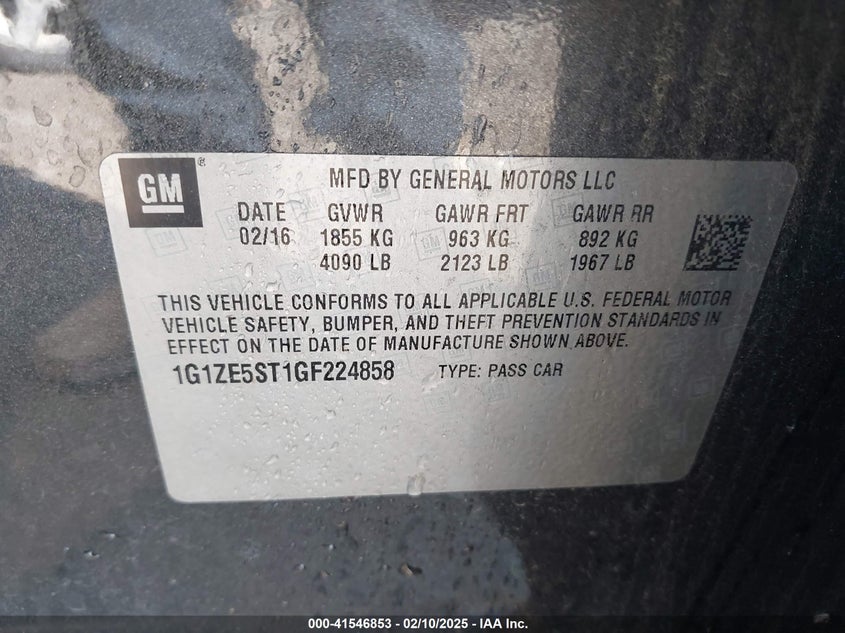 GM ®
MFD BY GENERAL MOTORS LLC
DATE GVWR GAWR FRT GAWR RR
02/16 1855 KG 963 KG 892 KG
4090 LB 2123 LB 1967 LB
THIS VEHICLE CONFORMS TO ALL APPLICABLE U.S. FEDERAL MOTOR
VEHICLE SAFETY, BUMPER, AND THEFT PREVENTION STANDARDS IN
EFFECT ON THE DATE OF MANUFACTURE SHOWN ABOVE.
1G1ZE5ST1GF224858 TYPE: PASS CAR
000-41546853 - 02/10/2025 - IAA Inc.